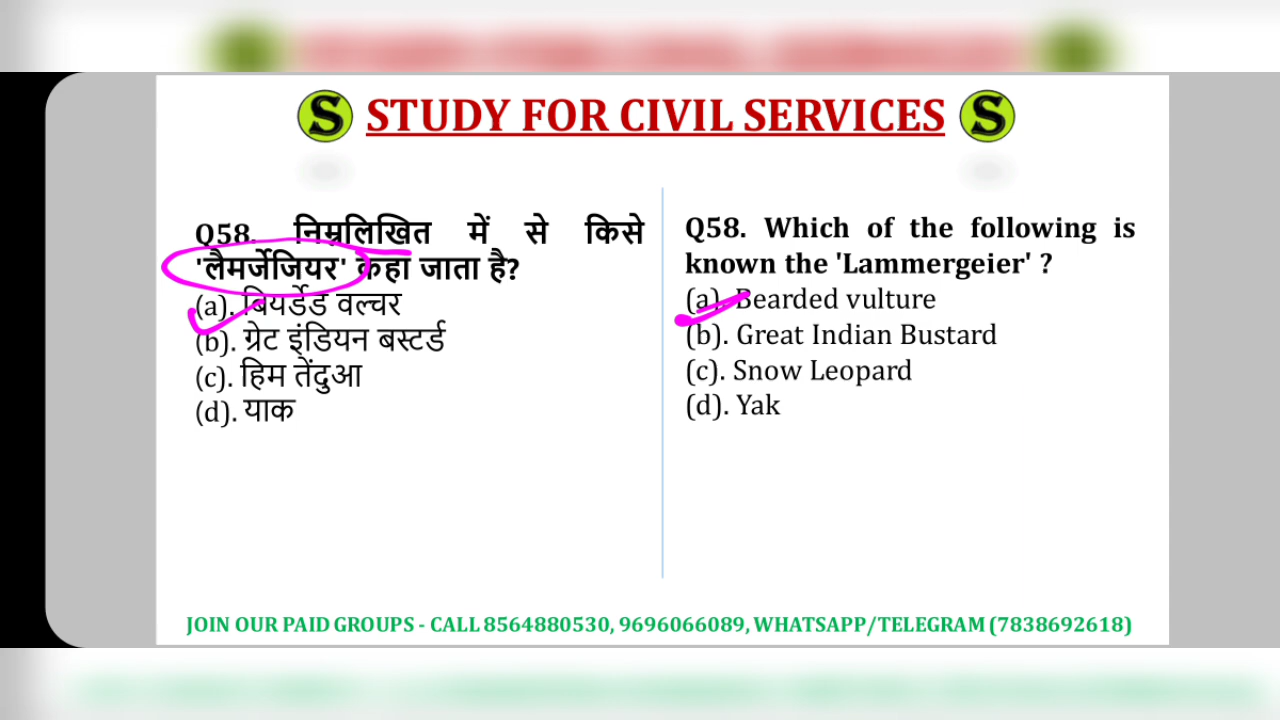 S STUDY FOR CIVIL SERVICES S
Q58. निम्नलिखित में से किसे
'लैमर्जेजियर' कहा जाता है?
(a). बियर्डेड वल्चर
(b). ग्रेट इंडियन बस्टर्ड
(c). हिम तेंदुआ
(d). याक
Q58. Which of the following is
known the 'Lammergeier' ?
(a). Bearded vulture
(b). Great Indian Bustard
(c). Snow Leopard
(d). Yak
JOIN OUR PAID GROUPS - CALL 8564880530, 9696066089, WHATSAPP/TELEGRAM (7838692618)